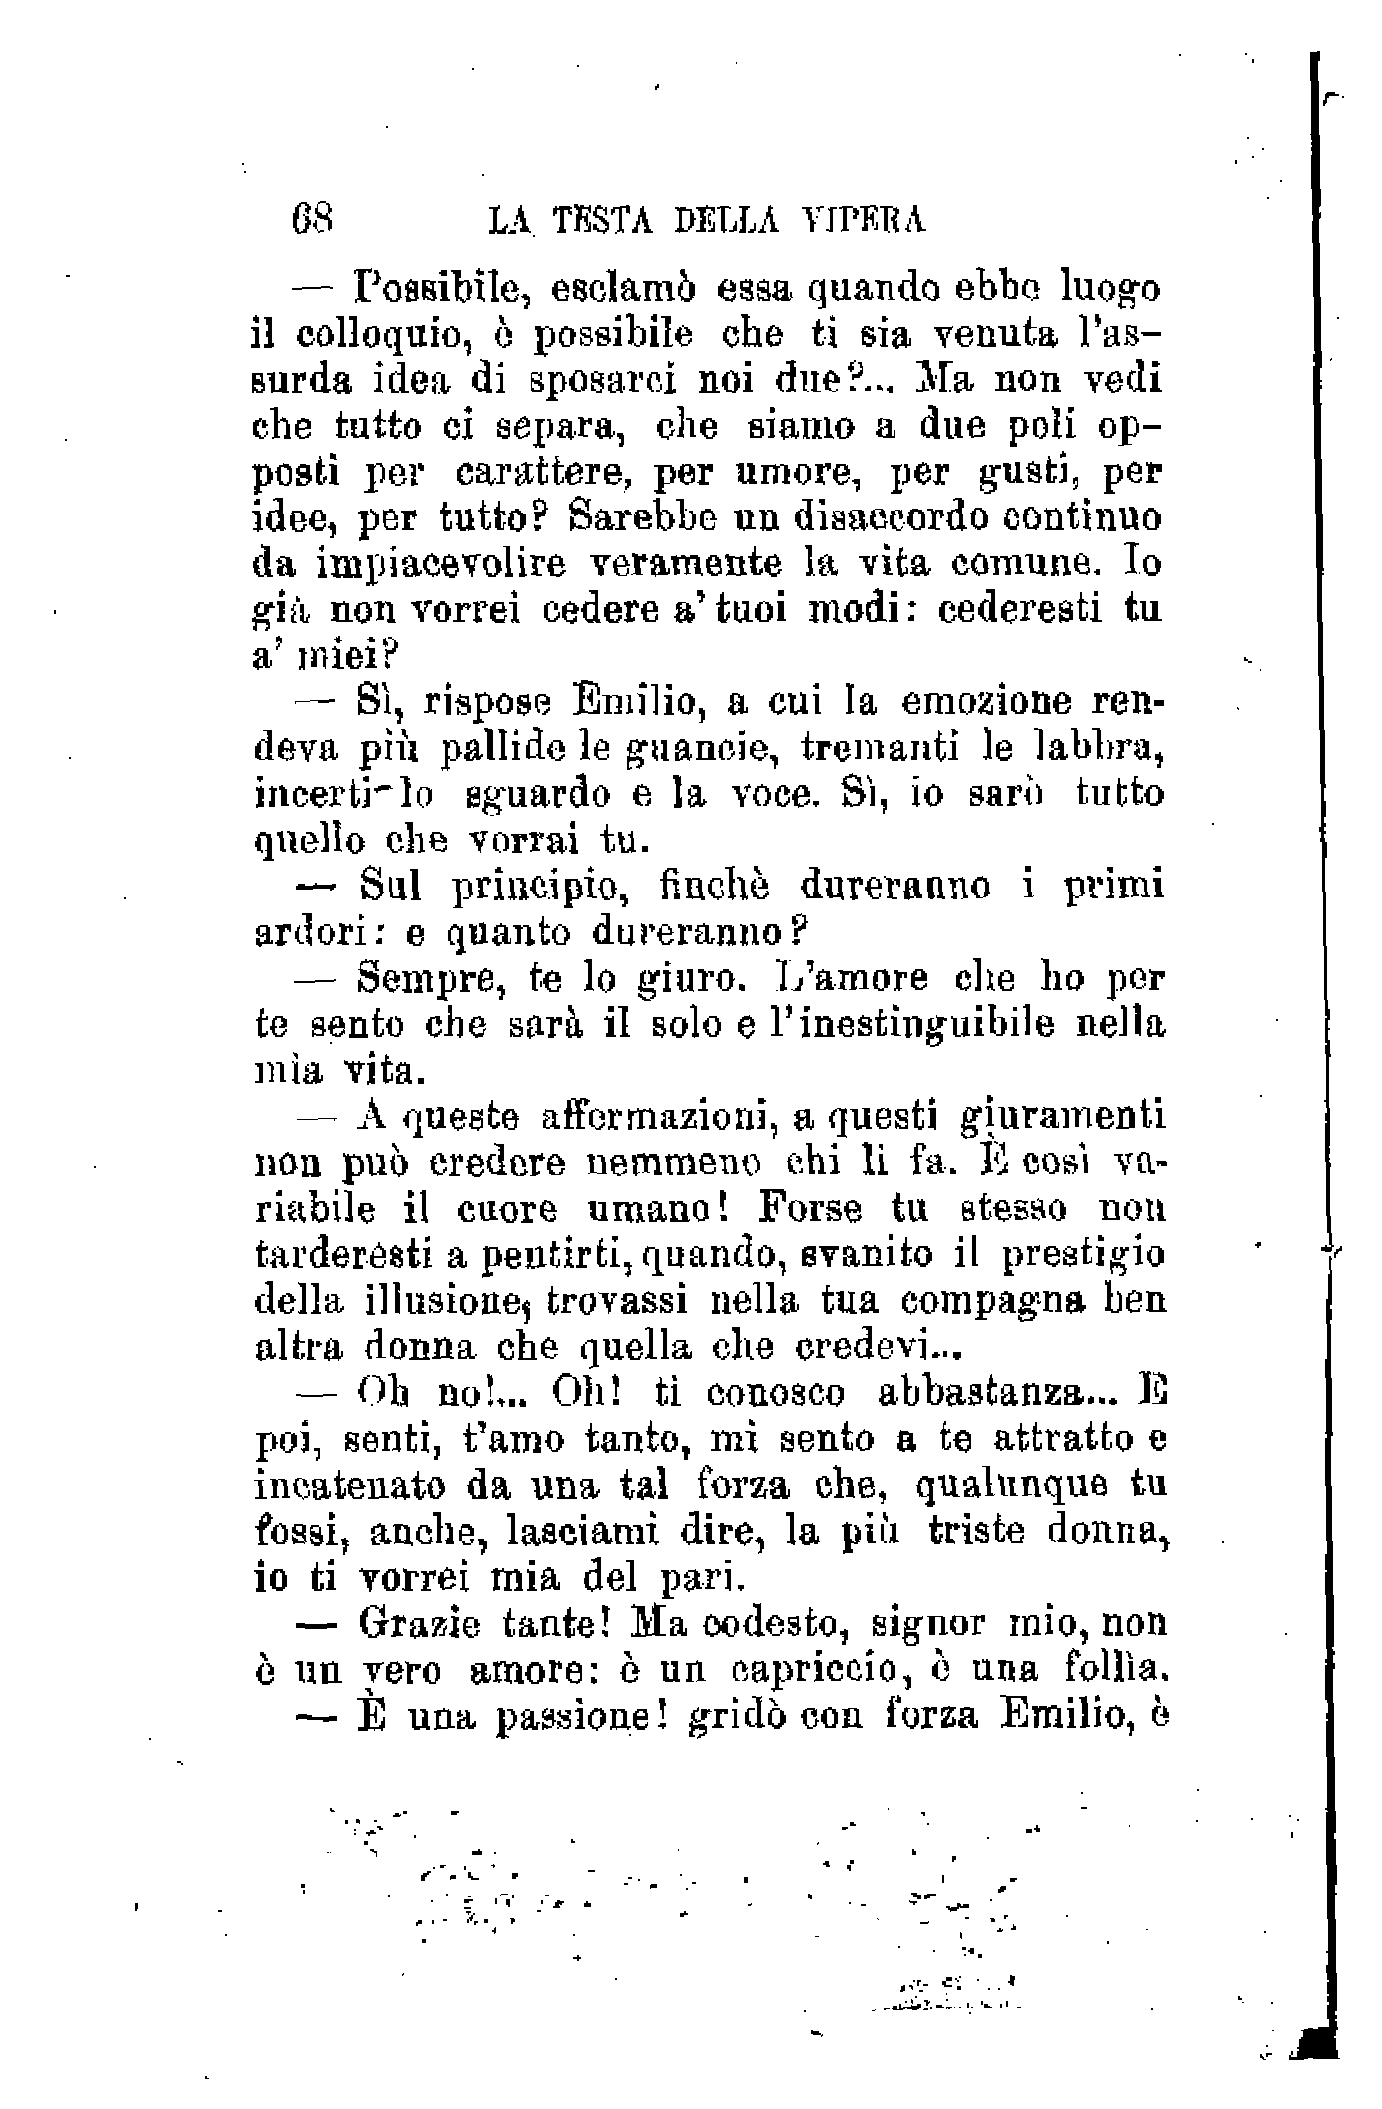 68 LA TESTA DELLA VIPERA
— Possibile, esclamò essa quando ebbe luogo
il colloquio, è possibile che ti sia venuta l'as-
surda idea di sposarci noi due?... Ma non vedi
che tutto ci separa, che siamo a due poli op-
posti per carattere, per umore, per gusti, per
idee, per tutto? Sarebbe un disaccordo continuo
da impiacevolire veramente la vita comune. Io
già non vorrei cedere a' tuoi modi: cederesti tu
a' miei?
— Sì, rispose Emilio, a cui la emozione ren-
deva più pallide le guancie, tremanti le labbra,
incerti lo sguardo e la voce. Sì, io sarò tutto
quello che vorrai tu.
— Sul principio, finchè dureranno i primi
ardori: e quanto dureranno?
— Sempre, te lo giuro. L'amore che ho per
te sento che sarà il solo e l'inestinguibile nella
mia vita.
— A queste affermazioni, a questi giuramenti
non può credere nemmeno chi li fa. È così va-
riabile il cuore umano! Forse tu stesso non
tarderesti a pentirti, quando, svanito il prestigio
della illusione, trovassi nella tua compagna ben
altra donna che quella che credevi...
— Oh no!... Oh! ti conosco abbastanza... E
poi, senti, t'amo tanto, mi sento a te attratto e
incatenato da una tal forza che, qualunque tu
fossi, anche, lasciami dire, la più triste donna,
io ti vorrei mia del pari.
— Grazie tante! Ma codesto, signor mio, non
è un vero amore: è un capriccio, è una follìa.
— È una passione! gridò con forza Emilio, è